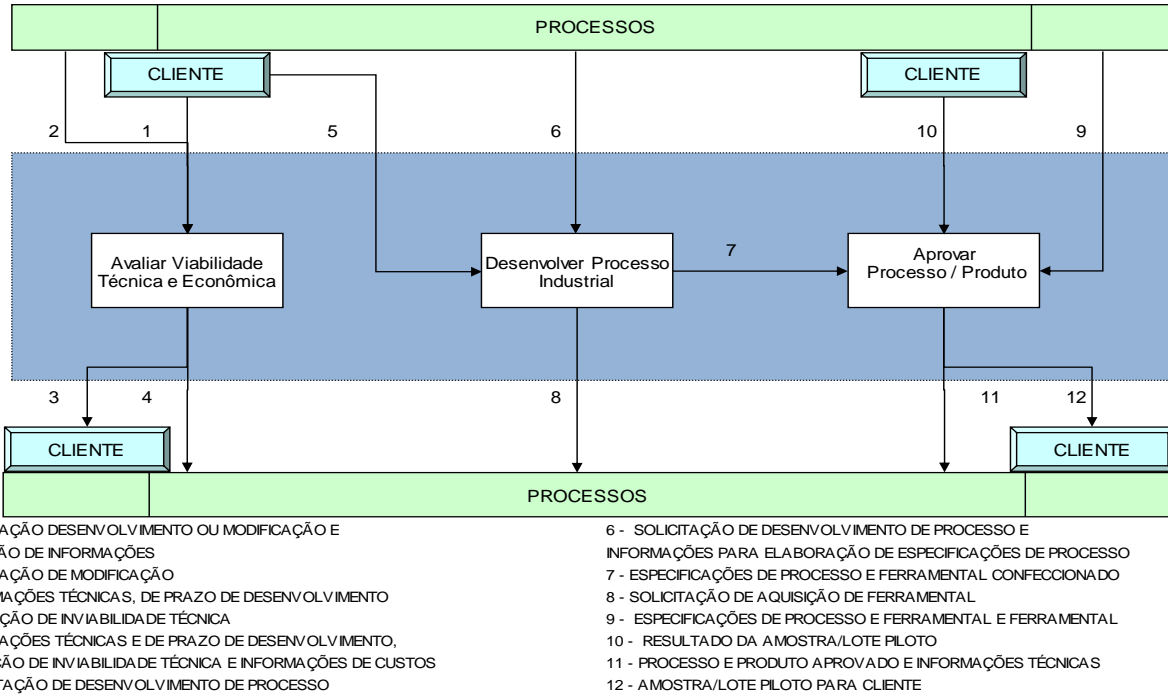 PROCESSOS
CLIENTE
CLIENTE
2
1
5
6
10
9
Avaliar Viabilidade
Técnica e Econômica
Desenvolver Processo
Industrial
7
Aprovar
Processo / Produto
3
4
8
11
12
CLIENTE
CLIENTE
PROCESSOS
AÇÃO DESENVOLVIMENTO OU MODIFICAÇÃO E
ÃO DE INFORMAÇÕES
AÇÃO DE MODIFICAÇÃO
MAÇÕES TÉCNICAS, DE PRAZO DE DESENVOLVIMENTO
ÇÃO DE INVIABILIDADE TÉCNICA
AÇÕES TÉCNICAS E DE PRAZO DE DESENVOLVIMENTO,
ÇÃO DE INVIABILIDADE TÉCNICA E INFORMAÇÕES DE CUSTOS
TAÇÃO DE DESENVOLVIMENTO DE PROCESSO
6 - SOLICITAÇÃO DE DESENVOLVIMENTO DE PROCESSO E
INFORMAÇÕES PARA ELABORAÇÃO DE ESPECIFICAÇÕES DE PROCESSO
7 - ESPECIFICAÇÕES DE PROCESSO E FERRAMENTAL CONFECCIONADO
8 - SOLICITAÇÃO DE AQUISIÇÃO DE FERRAMENTAL
9 - ESPECIFICAÇÕES DE PROCESSO E FERRAMENTAL E FERRAMENTAL
10 - RESULTADO DA AMOSTRA/LOTE PILOTO
11 - PROCESSO E PRODUTO APROVADO E INFORMAÇÕES TÉCNICAS
12 - AMOSTRA/LOTE PILOTO PARA CLIENTE